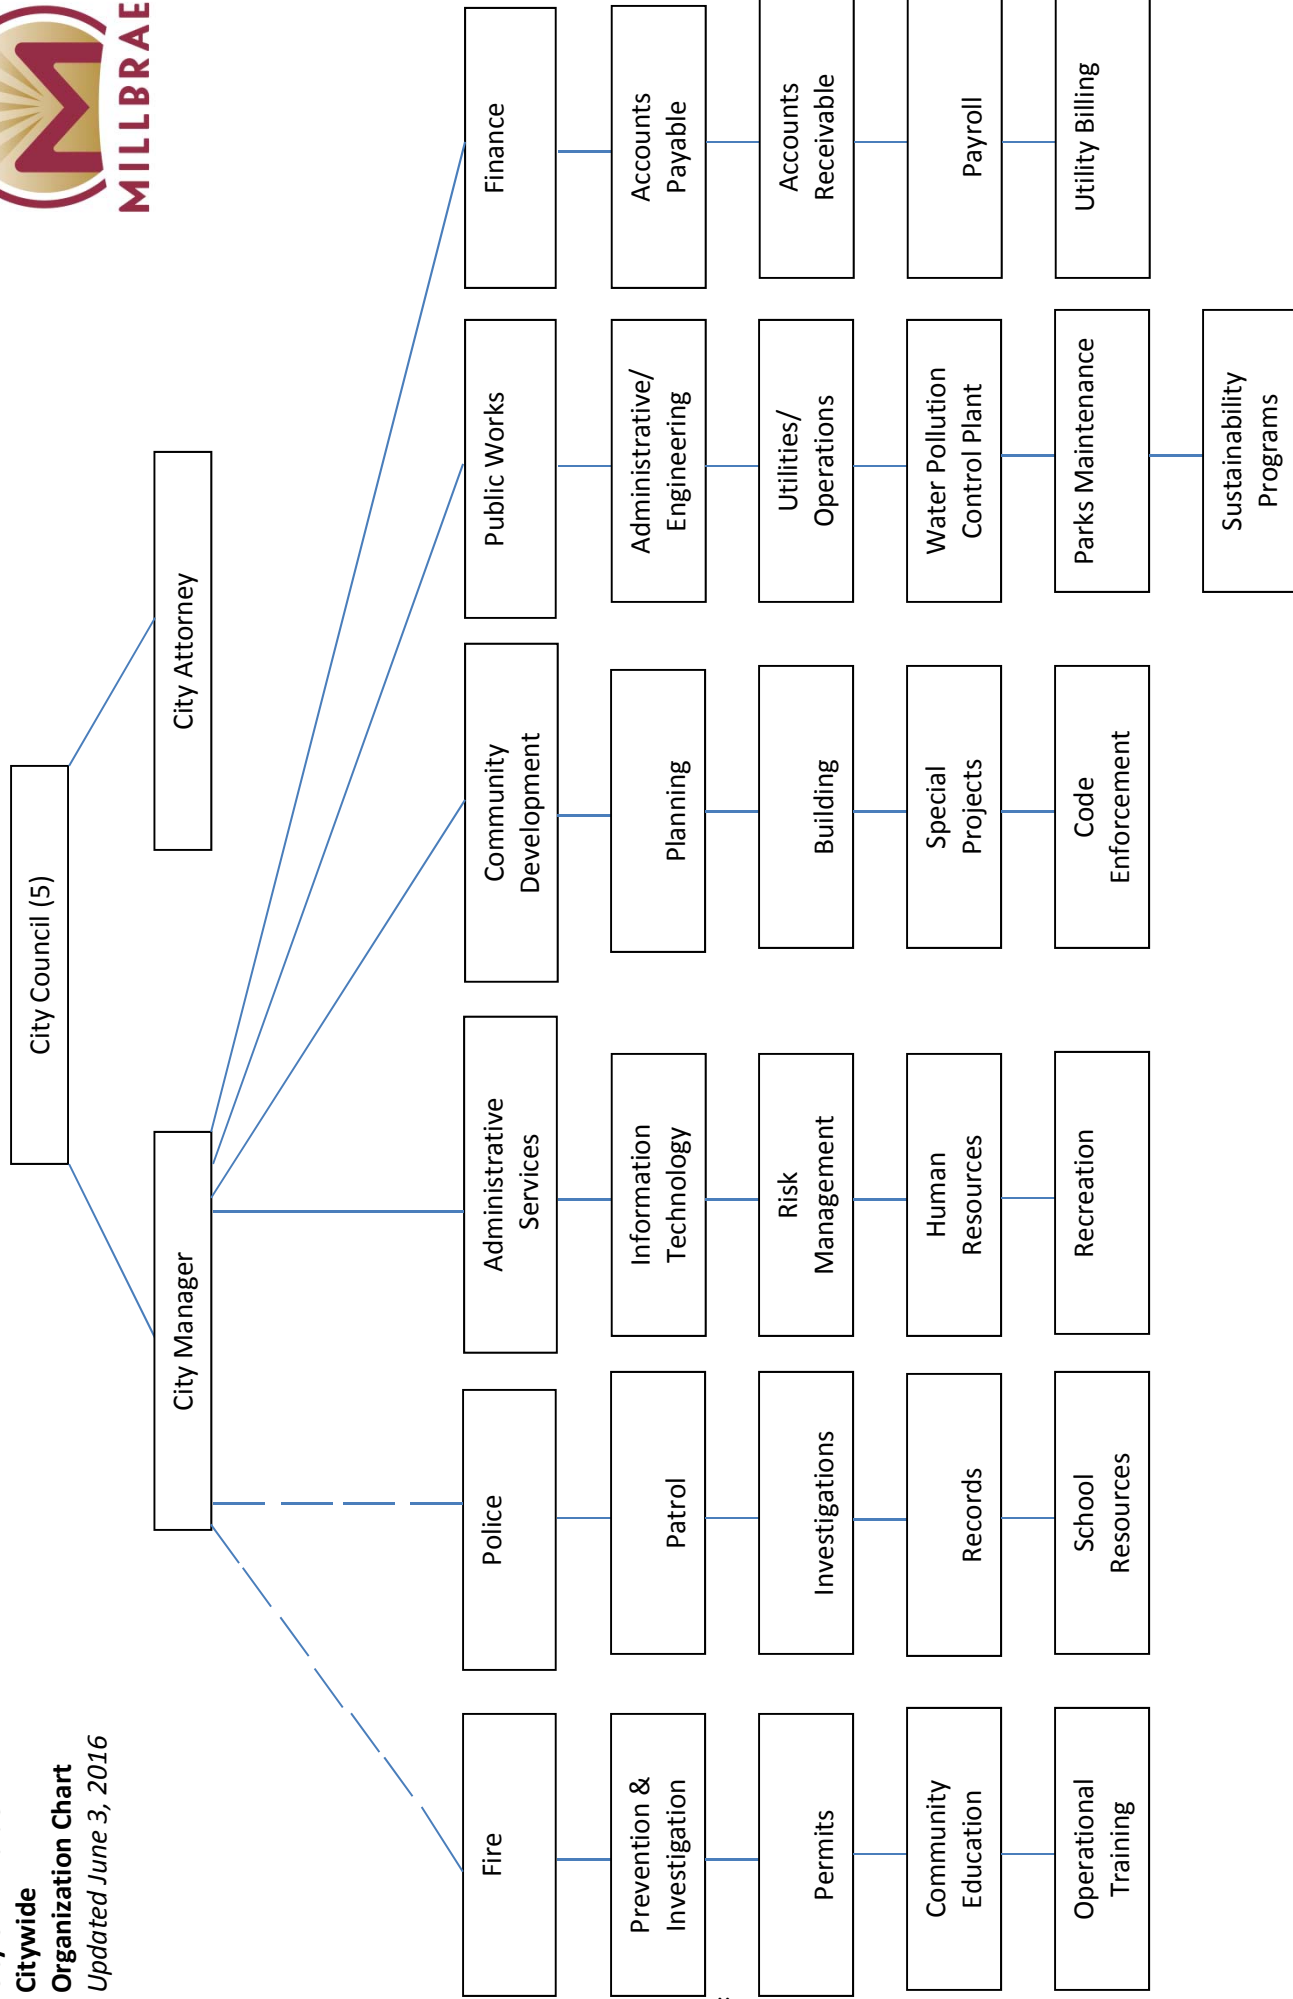 Citywide
Organization Chart
Updated June 3, 2016
MILLBRAE
City Council (5)
City Manager
City Attorney
Fire
Prevention &
Investigation
Permits
Community
Education
Operational
Training
Police
Patrol
Investigations
Records
School
Resources
Administrative
Services
Information
Technology
Risk
Management
Human
Resources
Recreation
Community
Development
Planning
Building
Special
Projects
Code
Enforcement
Public Works
Administrative/
Engineering
Utilities/
Operations
Water Pollution
Control Plant
Parks Maintenance
Sustainability
Programs
Finance
Accounts
Payable
Accounts
Receivable
Payroll
Utility Billing